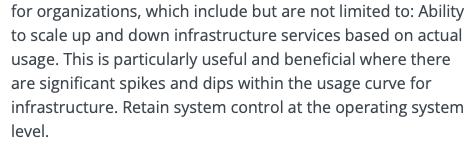 for organizations, which include but are not limited to: Ability
to scale up and down infrastructure services based on actual
usage. This is particularly useful and beneficial where there
are significant spikes and dips within the usage curve for
infrastructure. Retain system control at the operating system
level.